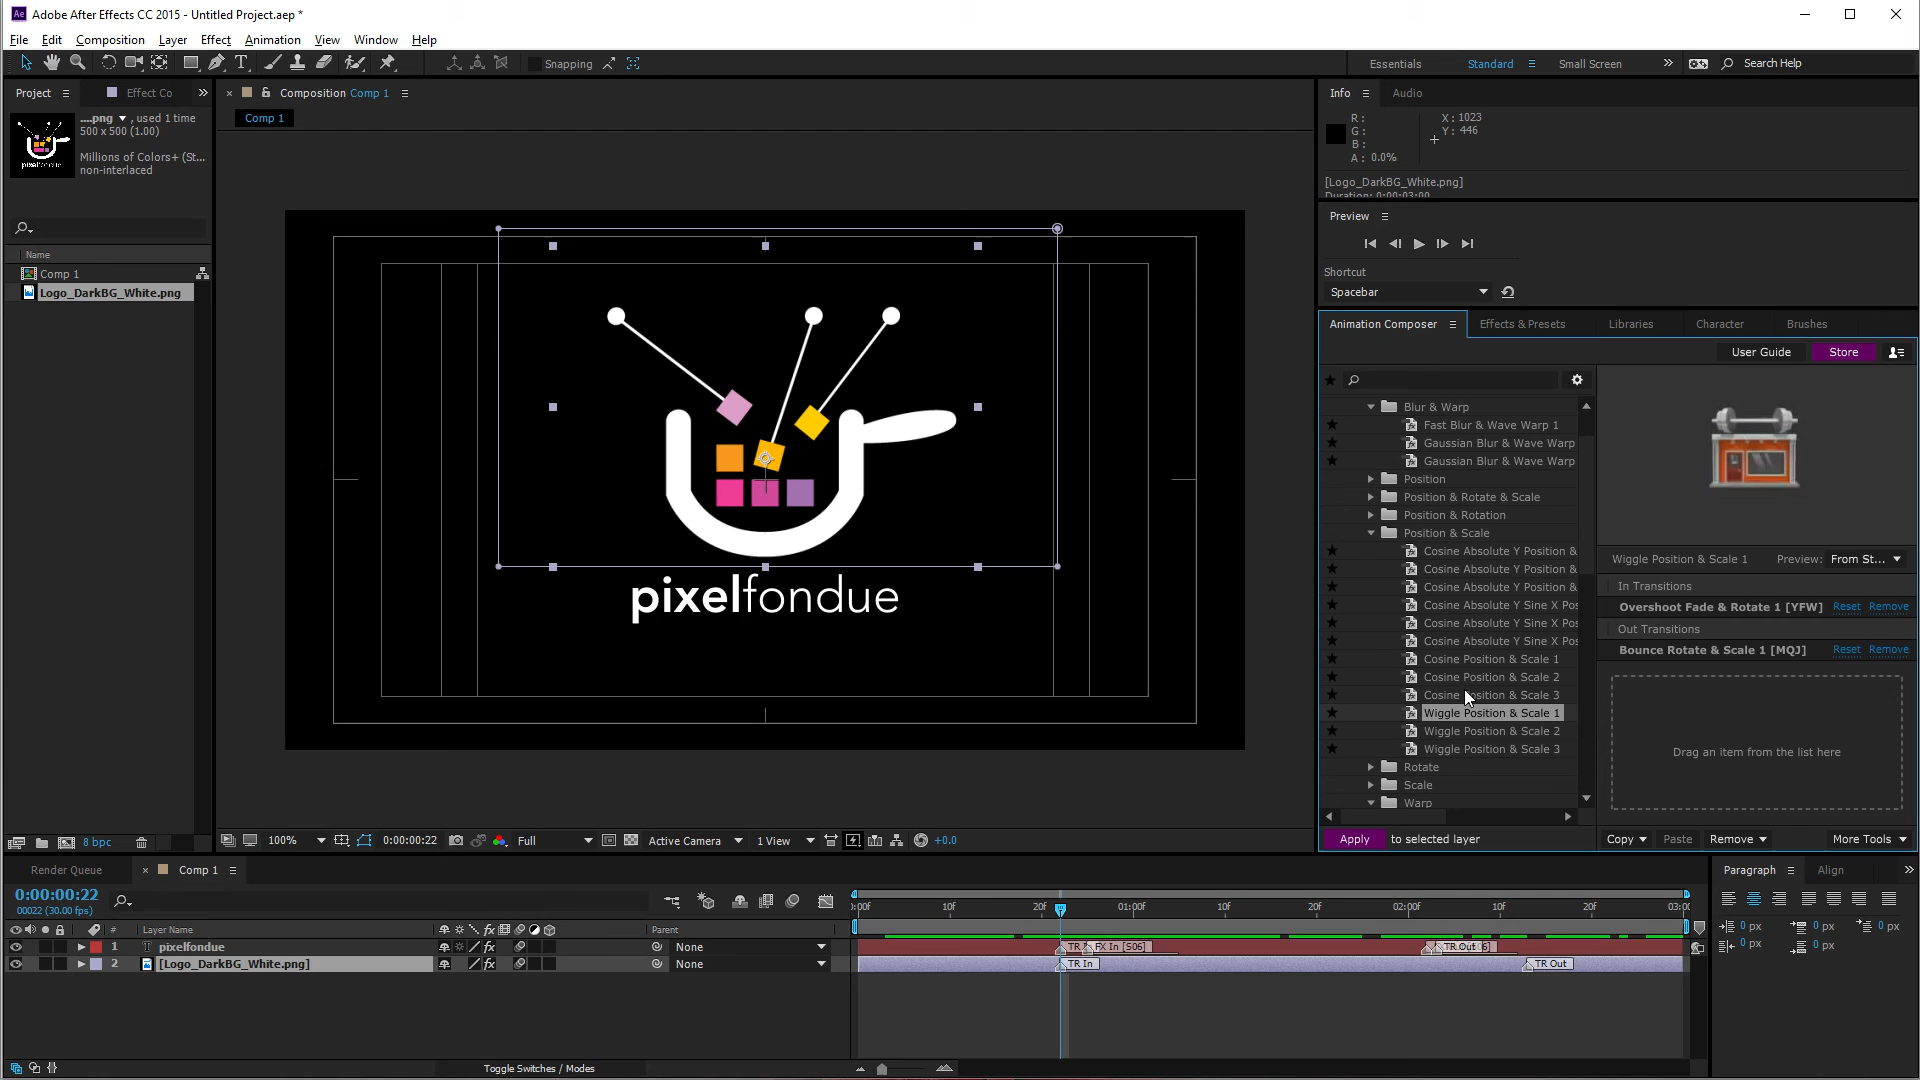 Adobe After Effects CC 2015 - Untitled Project.aep *
File Edit Composition Layer Effect Animation View Window Help
Snapping
Essentials Standard Small Screen Search Help
Project Effect Co
Composition Comp 1
Info Audio
....png , used 1 time
500 x 500 (1.00)
Millions of Colors+ (St...
non-interlaced
Comp 1
R :
G :
B :
A : 0.0%
X : 1023
Y : 446
[Logo_DarkBG_White.png]
Duration: 0:00:03:00
Preview
Shortcut
Spacebar
Name
Comp 1
Logo_DarkBG_White.png
Animation Composer Effects & Presets Libraries Character Brushes
User Guide Store
Blur & Warp
Fast Blur & Wave Warp 1
Gaussian Blur & Wave Warp
Gaussian Blur & Wave Warp
Position
Position & Rotate & Scale
Position & Rotation
Position & Scale
Cosine Absolute Y Position &
Cosine Absolute Y Position &
Cosine Absolute Y Position &
Cosine Absolute Y Sine X Pos
Cosine Absolute Y Sine X Pos
Cosine Absolute Y Sine X Pos
Cosine Position & Scale 1
Cosine Position & Scale 2
Cosine Position & Scale 3
Wiggle Position & Scale 1
Wiggle Position & Scale 2
Wiggle Position & Scale 3
Rotate
Scale
Warp
Wiggle Position & Scale 1 Preview: From St...
In Transitions
Overshoot Fade & Rotate 1 [YFW] Reset Remove
Out Transitions
Bounce Rotate & Scale 1 [MQJ] Reset Remove
Drag an item from the list here
Apply to selected layer Copy Paste Remove More Tools
pixelfondue
8 bpc
100% 0:00:00:22 Full Active Camera 1 View +0.0
Render Queue Comp 1
0:00:00:22
00022 (30.00 fps)
:00f 10f 20f 01:00f 10f 20f 02:00f 10f 20f 03:00
# Layer Name Parent
1 T pixelfondue fx None
2 [Logo_DarkBG_White.png] fx None
FX In [S06]
TR Out
TR In
TR Out
Toggle Switches / Modes
Paragraph Align
0 px 0 px 0 px
0 px 0 px